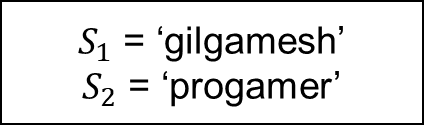 S₁ = ‘gilgamesh’
S₂ = ‘progamer’